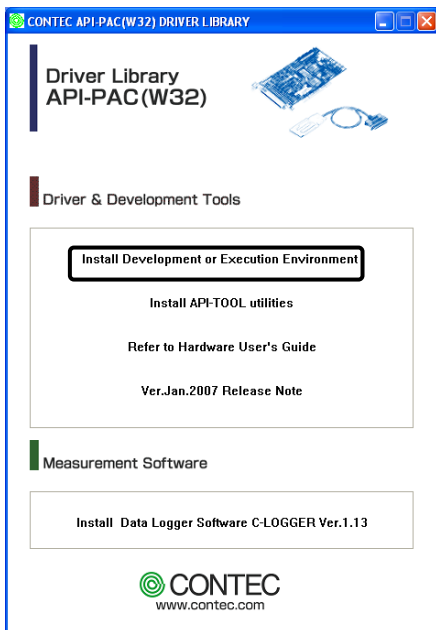 CONTEC API-PAC(W32) DRIVER LIBRARY
Driver Library
API-PAC(W32)
Driver & Development Tools
Install Development or Execution Environment
Install API-TOOL utilities
Refer to Hardware User's Guide
Ver.Jan.2007 Release Note
Measurement Software
Install Data Logger Software C-LOGGER Ver.1.13
CONTEC
www.contec.com